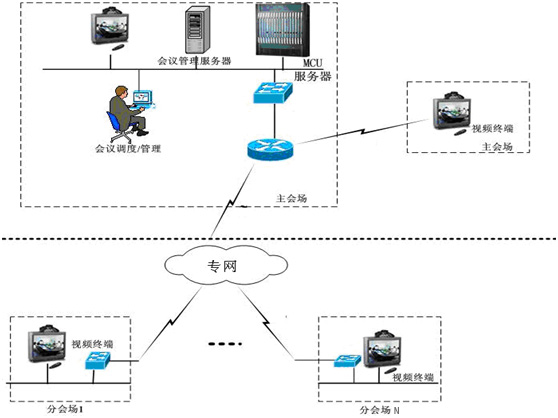 会议管理服务器
MCU
服务器
会议调度/管理
主会场
视频终端
主会场
专网
视频终端
分会场1
视频终端
分会场 N